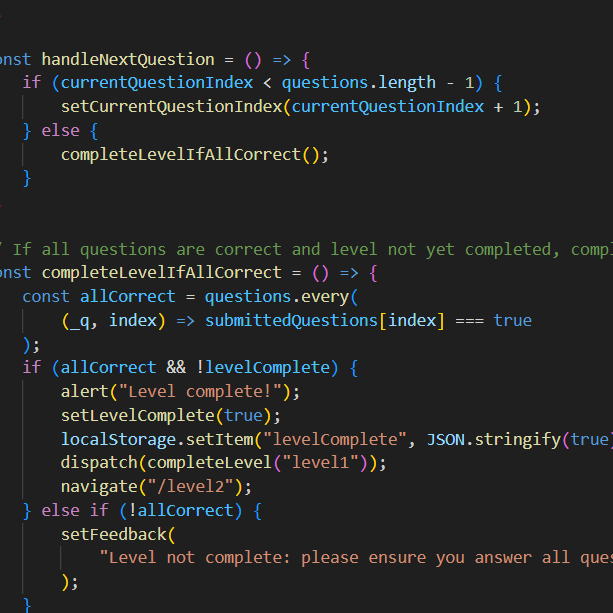 onst handleNextQuestion = () => {
if (currentQuestionIndex < questions.length - 1) {
setCurrentQuestionIndex(currentQuestionIndex + 1);
} else {
completeLevelIfAllCorrect();
}
/ If all questions are correct and level not yet completed, compl
onst completeLevelIfAllCorrect = () => {
const allCorrect = questions.every(
(_q, index) => submittedQuestions[index] === true
);
if (allCorrect && !levelComplete) {
alert("Level complete!");
setLevelComplete(true);
localStorage.setItem("levelComplete", JSON.stringify(true)
dispatch(completeLevel("level1"));
navigate("/level2");
} else if (!allCorrect) {
setFeedback(
"Level not complete: please ensure you answer all ques
);
}